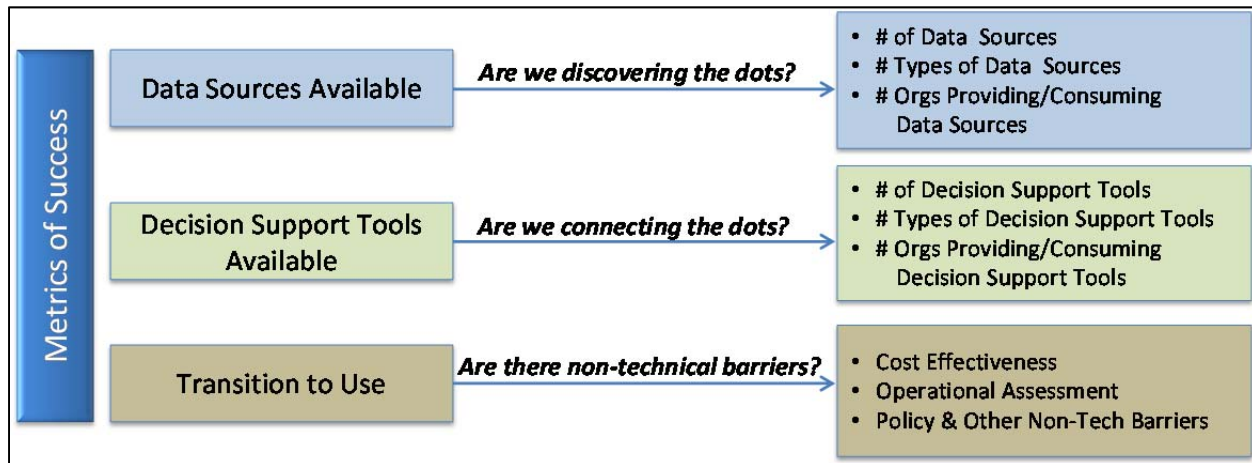 Metrics of Success
Data Sources Available
Are we discovering the dots?
• # of Data Sources
• # Types of Data Sources
• # Orgs Providing/Consuming
Data Sources
Decision Support Tools
Available
Are we connecting the dots?
• # of Decision Support Tools
• # Types of Decision Support Tools
• # Orgs Providing/Consuming
Decision Support Tools
Transition to Use
Are there non-technical barriers?
• Cost Effectiveness
• Operational Assessment
• Policy & Other Non-Tech Barriers